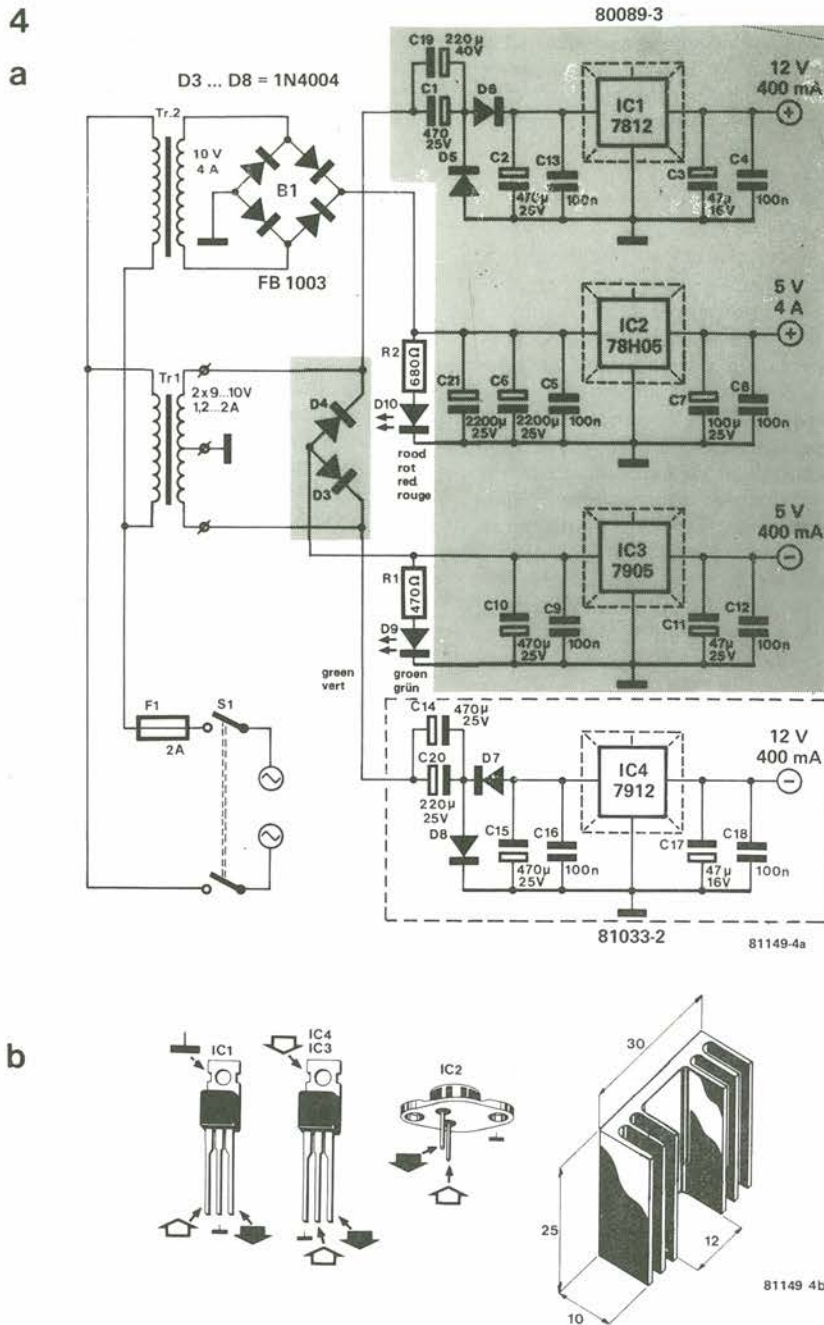 4
a
80089-3
D3 ... D8 = 1N4004
Tr.2
10 V
4 A
B1
FB 1003
C19
220 µ
40V
C1
470
25V
D6
D5
C2
470µ
25V
C13
100n
IC1
7812
C3
47µ
16V
C4
100n
12 V
400 mA
+
R2
680Ω
D10
rood
rot
red
rouge
C21
2200µ
25V
C6
2200µ
25V
C5
100n
IC2
78H05
C7
100µ
25V
C8
100n
5 V
4 A
+
Tr1
2x9...10V
1,2...2A
D4
D3
R1
470Ω
D9
green
vert
groen
grün
C10
470µ
25V
C9
100n
IC3
7905
C11
47µ
25V
C12
100n
5 V
400 mA
−
F1
2A
S1
C14
470µ
25V
C20
220µ
25V
D7
D8
C15
470µ
25V
C16
100n
IC4
7912
C17
47µ
16V
C18
100n
12 V
400 mA
−
81033-2
81149-4a
b
IC1
IC4
IC3
IC2
30
25
12
10
81149 4b